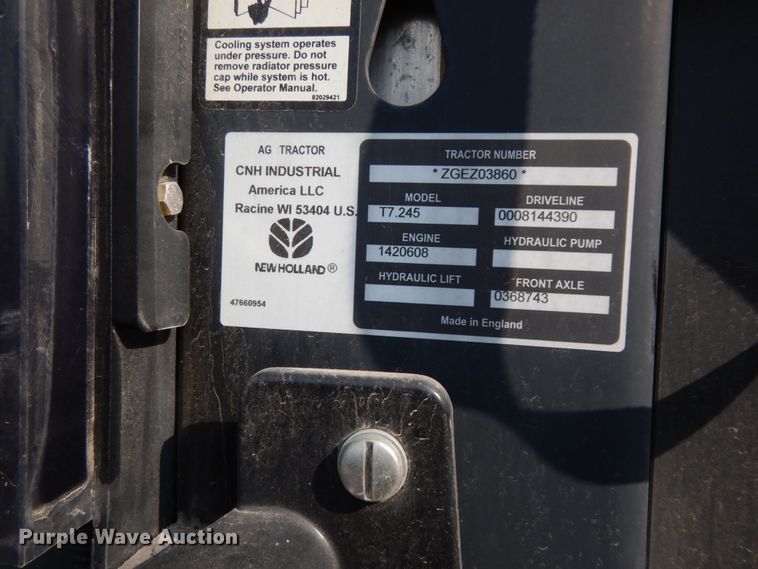 Cooling system operates
under pressure. Do not
remove radiator pressure
cap while system is hot.
See Operator Manual.
82029421
AG TRACTOR
CNH INDUSTRIAL
America LLC
Racine WI 53404 U.S.
NEW HOLLAND®
47660954
TRACTOR NUMBER
* ZGEZ03860 *
MODEL DRIVELINE
T7.245 0008144390
ENGINE HYDRAULIC PUMP
1420608
HYDRAULIC LIFT FRONT AXLE
0368743
Made in England
Purple Wave Auction®